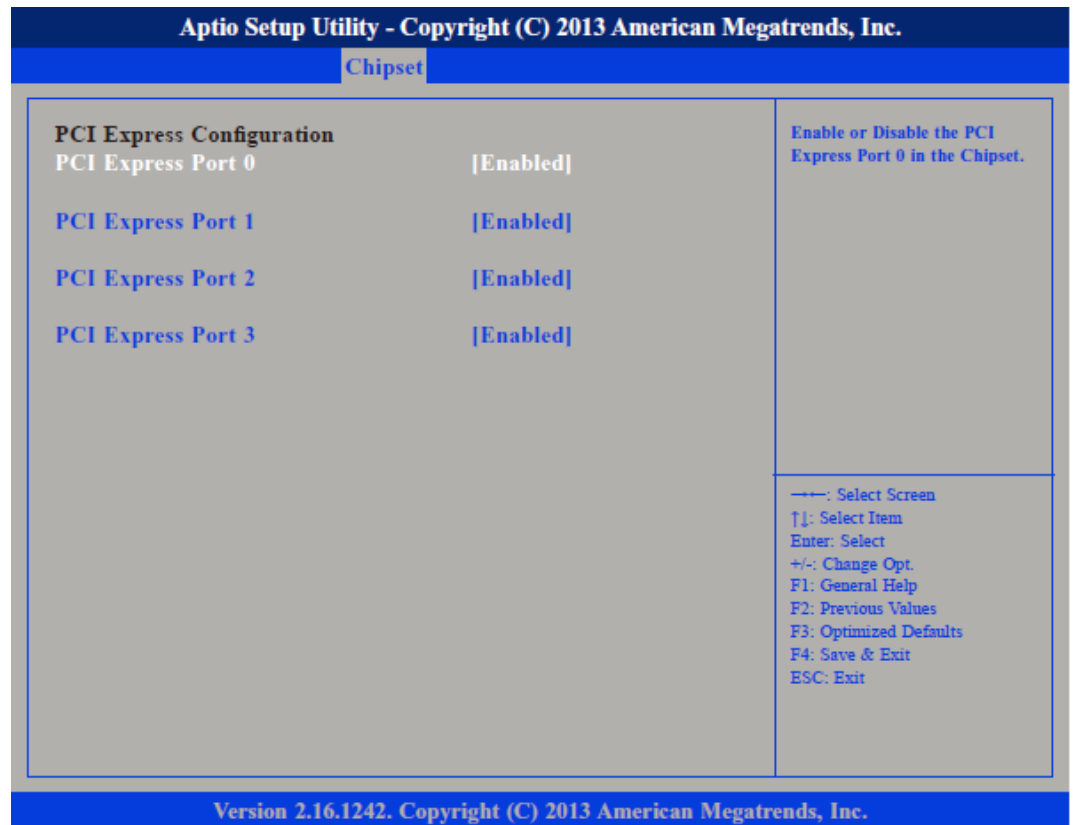 Aptio Setup Utility - Copyright (C) 2013 American Megatrends, Inc.
Chipset
PCI Express Configuration
PCI Express Port 0 [Enabled]
PCI Express Port 1 [Enabled]
PCI Express Port 2 [Enabled]
PCI Express Port 3 [Enabled]
Enable or Disable the PCI
Express Port 0 in the Chipset.
→←: Select Screen
↑↓: Select Item
Enter: Select
+/-: Change Opt.
F1: General Help
F2: Previous Values
F3: Optimized Defaults
F4: Save & Exit
ESC: Exit
Version 2.16.1242. Copyright (C) 2013 American Megatrends, Inc.